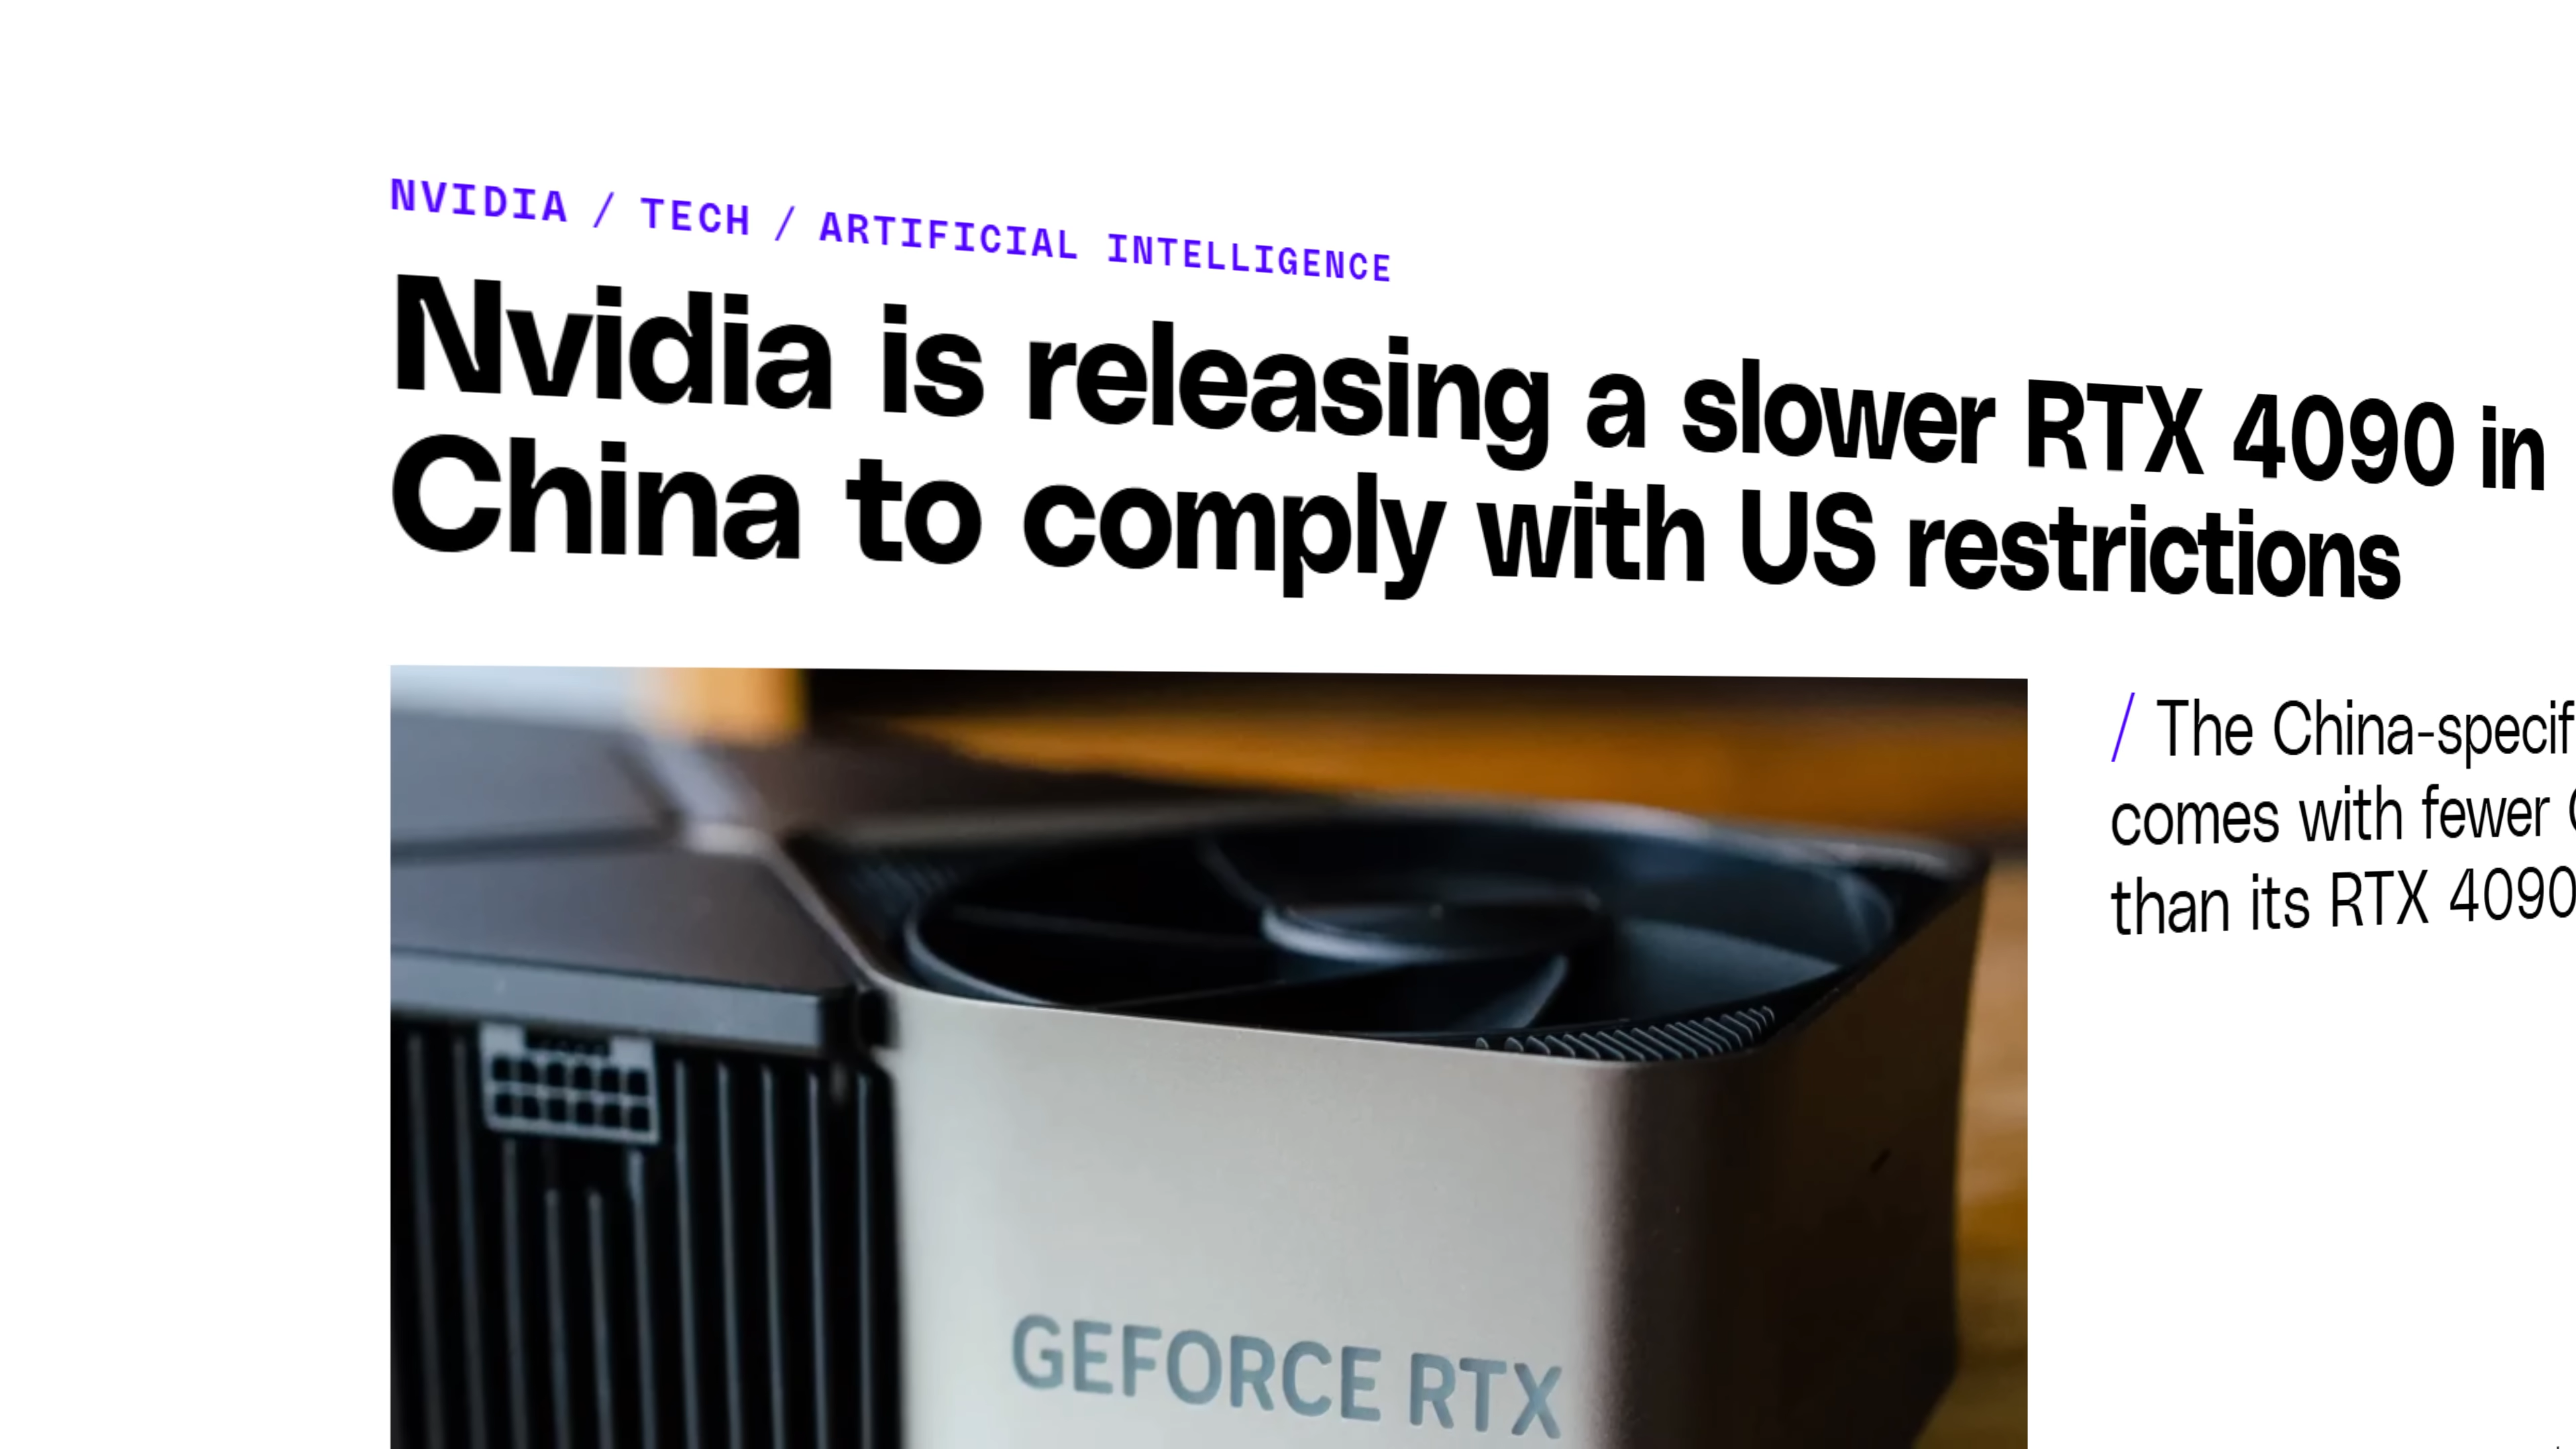 NVIDIA / TECH / ARTIFICIAL INTELLIGENCE
Nvidia is releasing a slower RTX 4090 in
China to comply with US restrictions
/ The China-specif
comes with fewer
than its RTX 4090
GEFORCE RTX